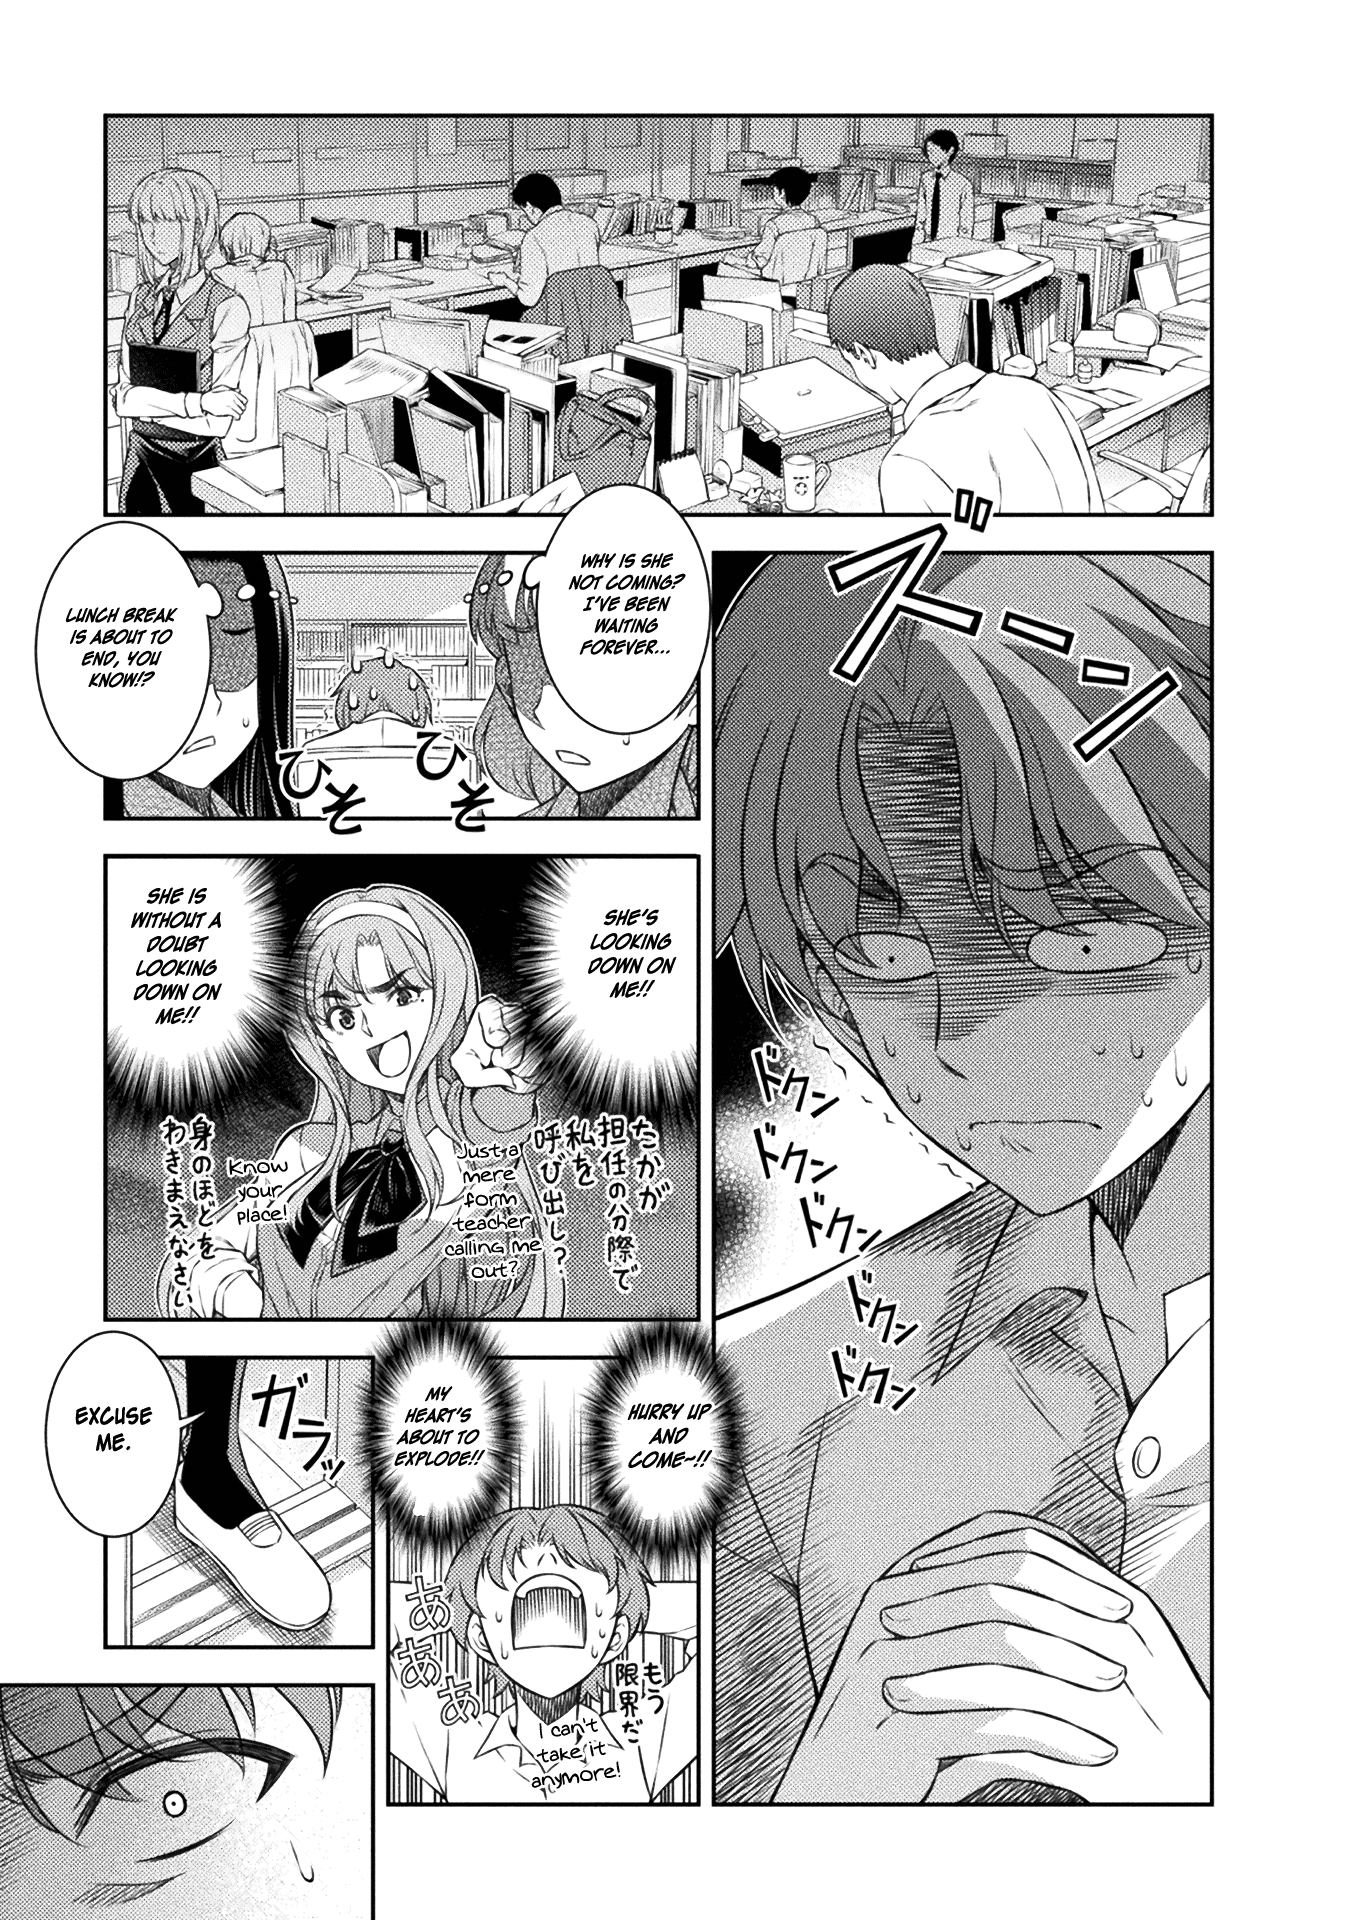 ズーン
ドクン
ドクン
ドクン
ドクン
ドクン
WHY IS SHE
NOT COMING?
I'VE BEEN
WAITING
FOREVER...
LUNCH BREAK
IS ABOUT TO
END, YOU
KNOW!?
ひそ
ひそ
SHE'S
LOOKING
DOWN ON
ME!!
SHE IS
WITHOUT A
DOUBT
LOOKING
DOWN ON
ME!!
たかが
担任の分際で
私を
呼び出し?
Just a
mere
form
teacher
calling me
out?
身のほどを
わきまえなさい
Know
your
place!
HURRY UP
AND
COME~!!
MY
HEART'S
ABOUT TO
EXPLODE!!
あああ
もう
限界だ
I can't
take it
anymore!
ガラッ
EXCUSE
ME.